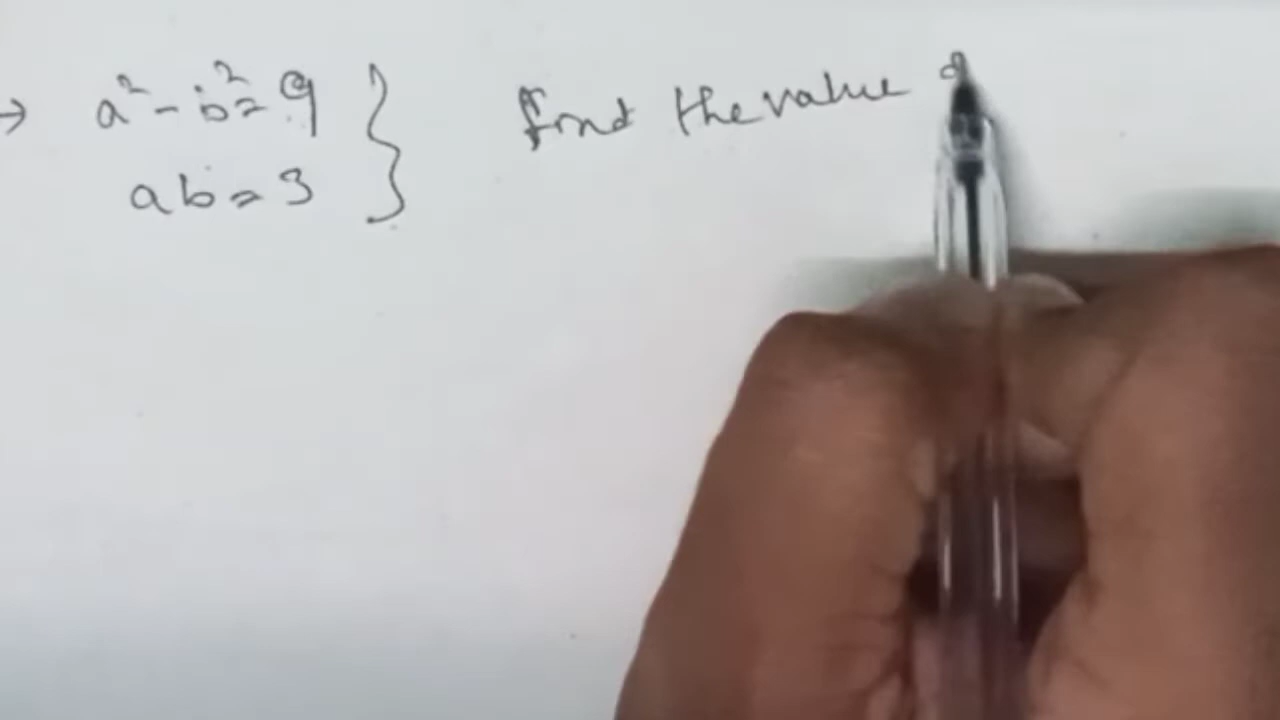 → a² - b² = 9 } find the value
ab = 3